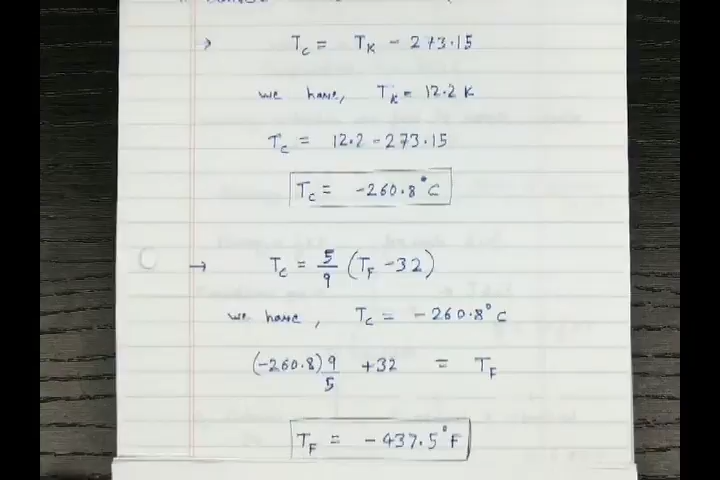 → T_C = T_K - 273.15
we have, T_K = 12.2 K
T_C = 12.2 - 273.15
T_C = -260.8°C
→ T_C = 5/9 (T_F - 32)
we have, T_C = -260.8°C
(-260.8) 9/5 + 32 = T_F
T_F = -437.5°F